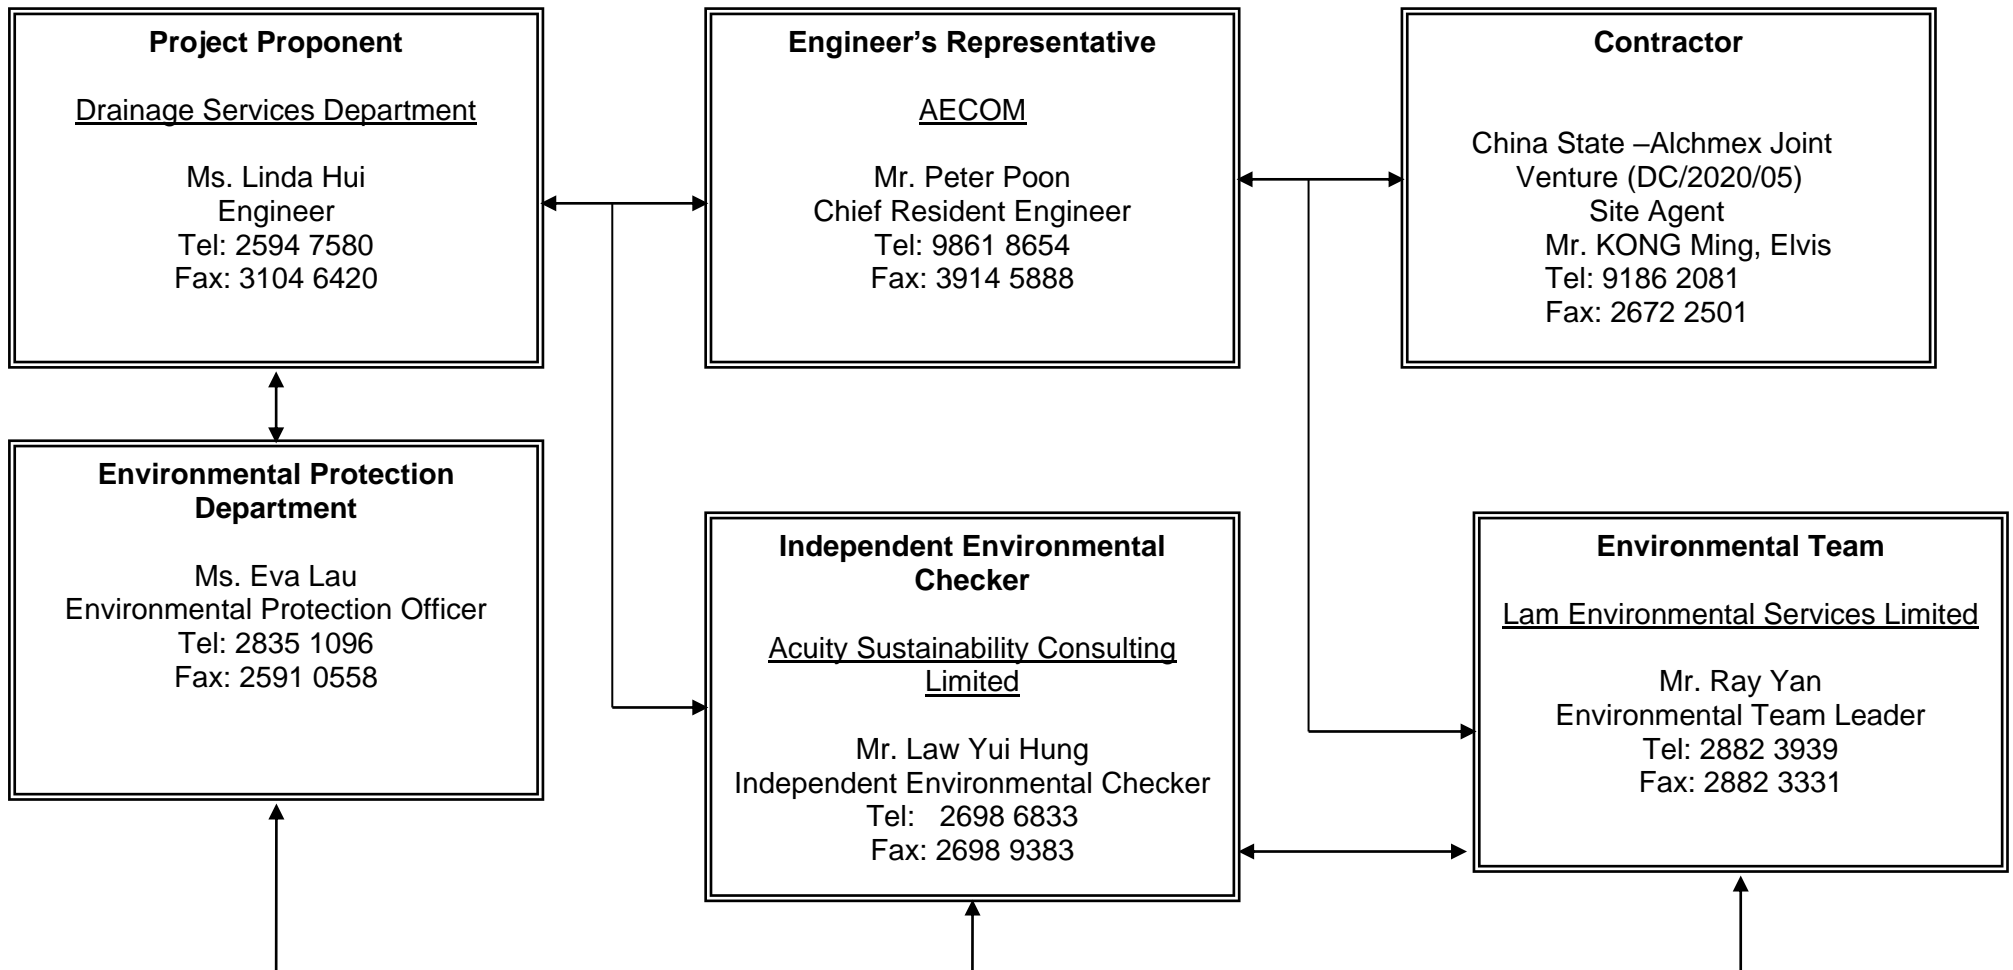 Project Proponent
Drainage Services Department
Ms. Linda Hui
Engineer
Tel: 2594 7580
Fax: 3104 6420
Engineer’s Representative
AECOM
Mr. Peter Poon
Chief Resident Engineer
Tel: 9861 8654
Fax: 3914 5888
Contractor
China State –Alchmex Joint
Venture (DC/2020/05)
Site Agent
Mr. KONG Ming, Elvis
Tel: 9186 2081
Fax: 2672 2501
Environmental Protection
Department
Ms. Eva Lau
Environmental Protection Officer
Tel: 2835 1096
Fax: 2591 0558
Independent Environmental
Checker
Acuity Sustainability Consulting
Limited
Mr. Law Yui Hung
Independent Environmental Checker
Tel: 2698 6833
Fax: 2698 9383
Environmental Team
Lam Environmental Services Limited
Mr. Ray Yan
Environmental Team Leader
Tel: 2882 3939
Fax: 2882 3331